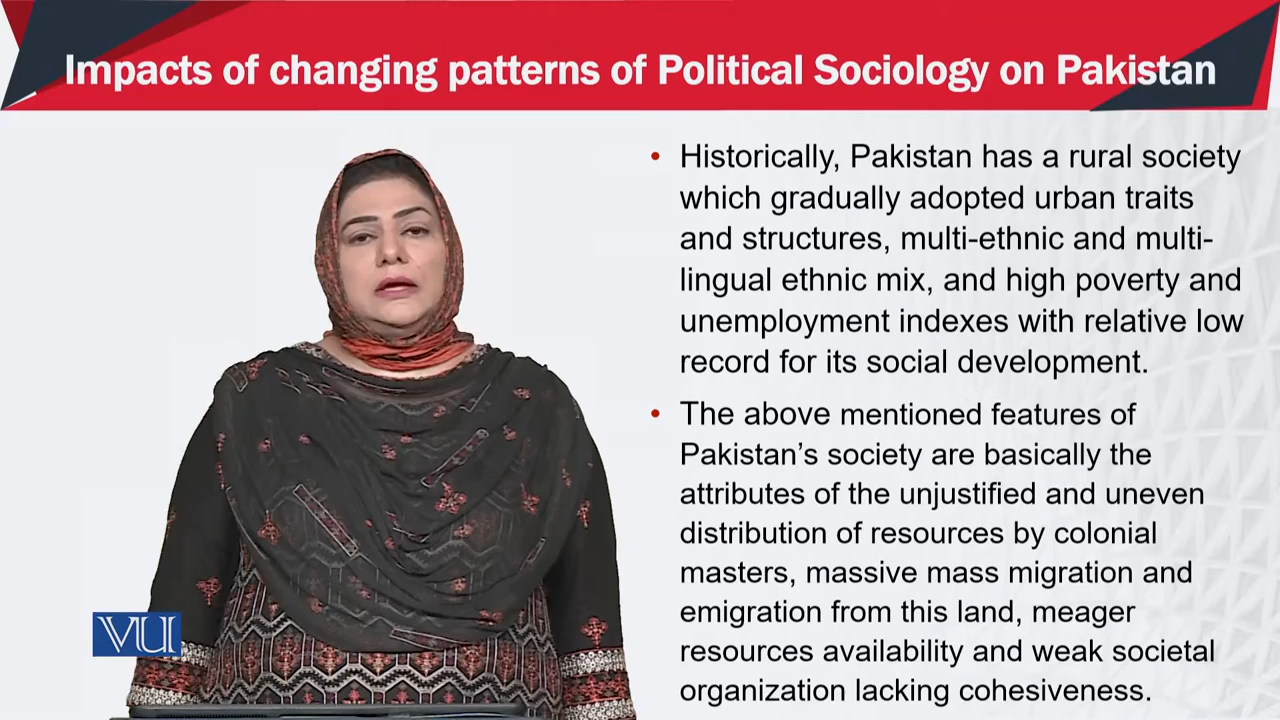 Impacts of changing patterns of Political Sociology on Pakistan
• Historically, Pakistan has a rural society
which gradually adopted urban traits
and structures, multi-ethnic and multi-
lingual ethnic mix, and high poverty and
unemployment indexes with relative low
record for its social development.
• The above mentioned features of
Pakistan’s society are basically the
attributes of the unjustified and uneven
distribution of resources by colonial
masters, massive mass migration and
emigration from this land, meager
resources availability and weak societal
organization lacking cohesiveness.
VU